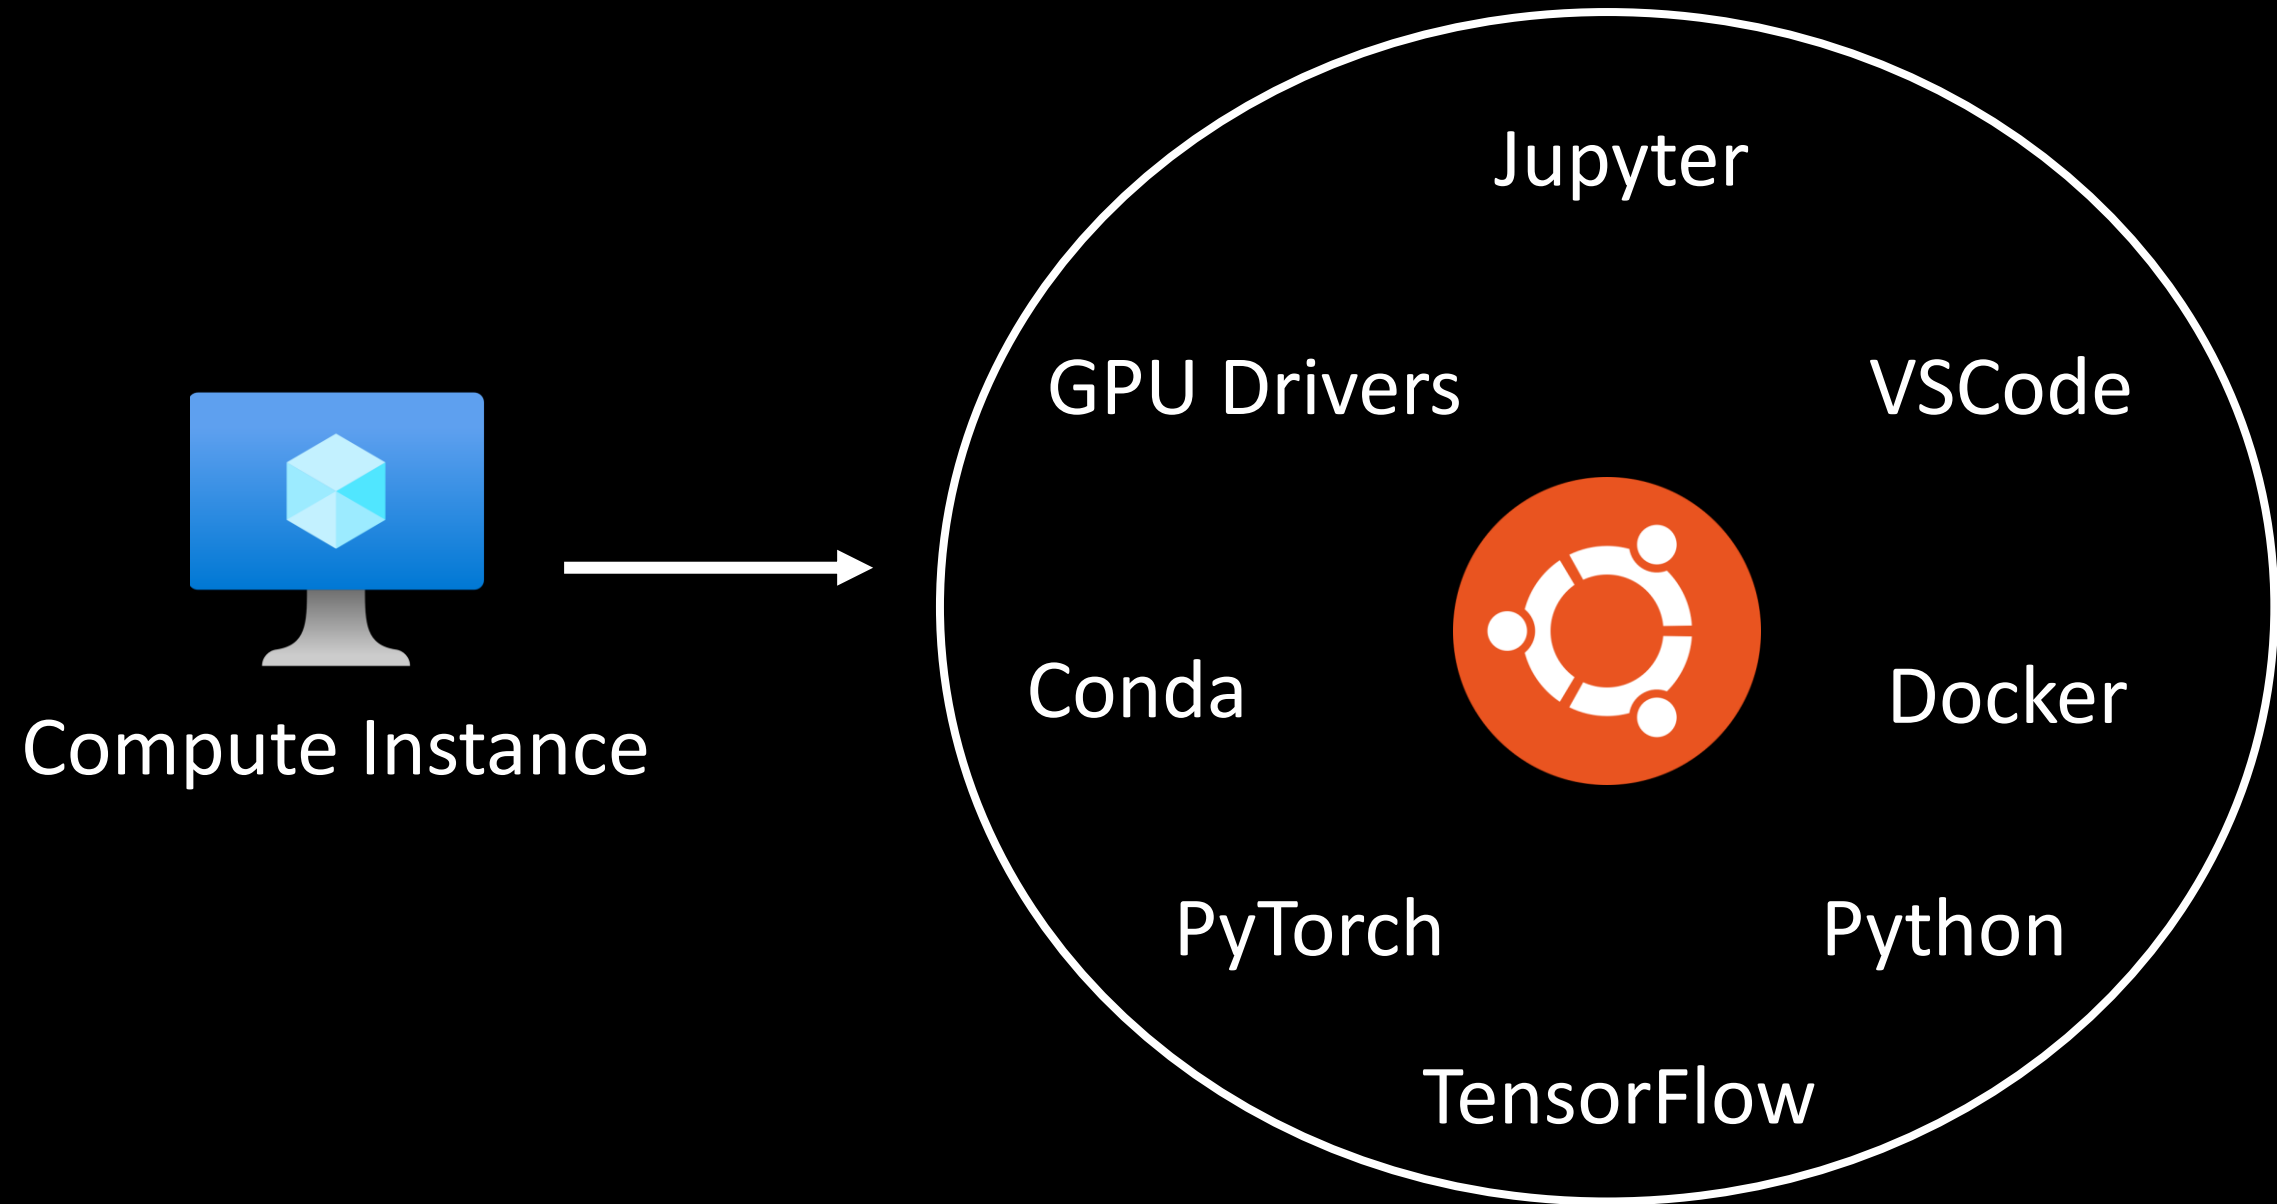 Jupyter
GPU Drivers
VSCode
Conda
Docker
Compute Instance
PyTorch
Python
TensorFlow